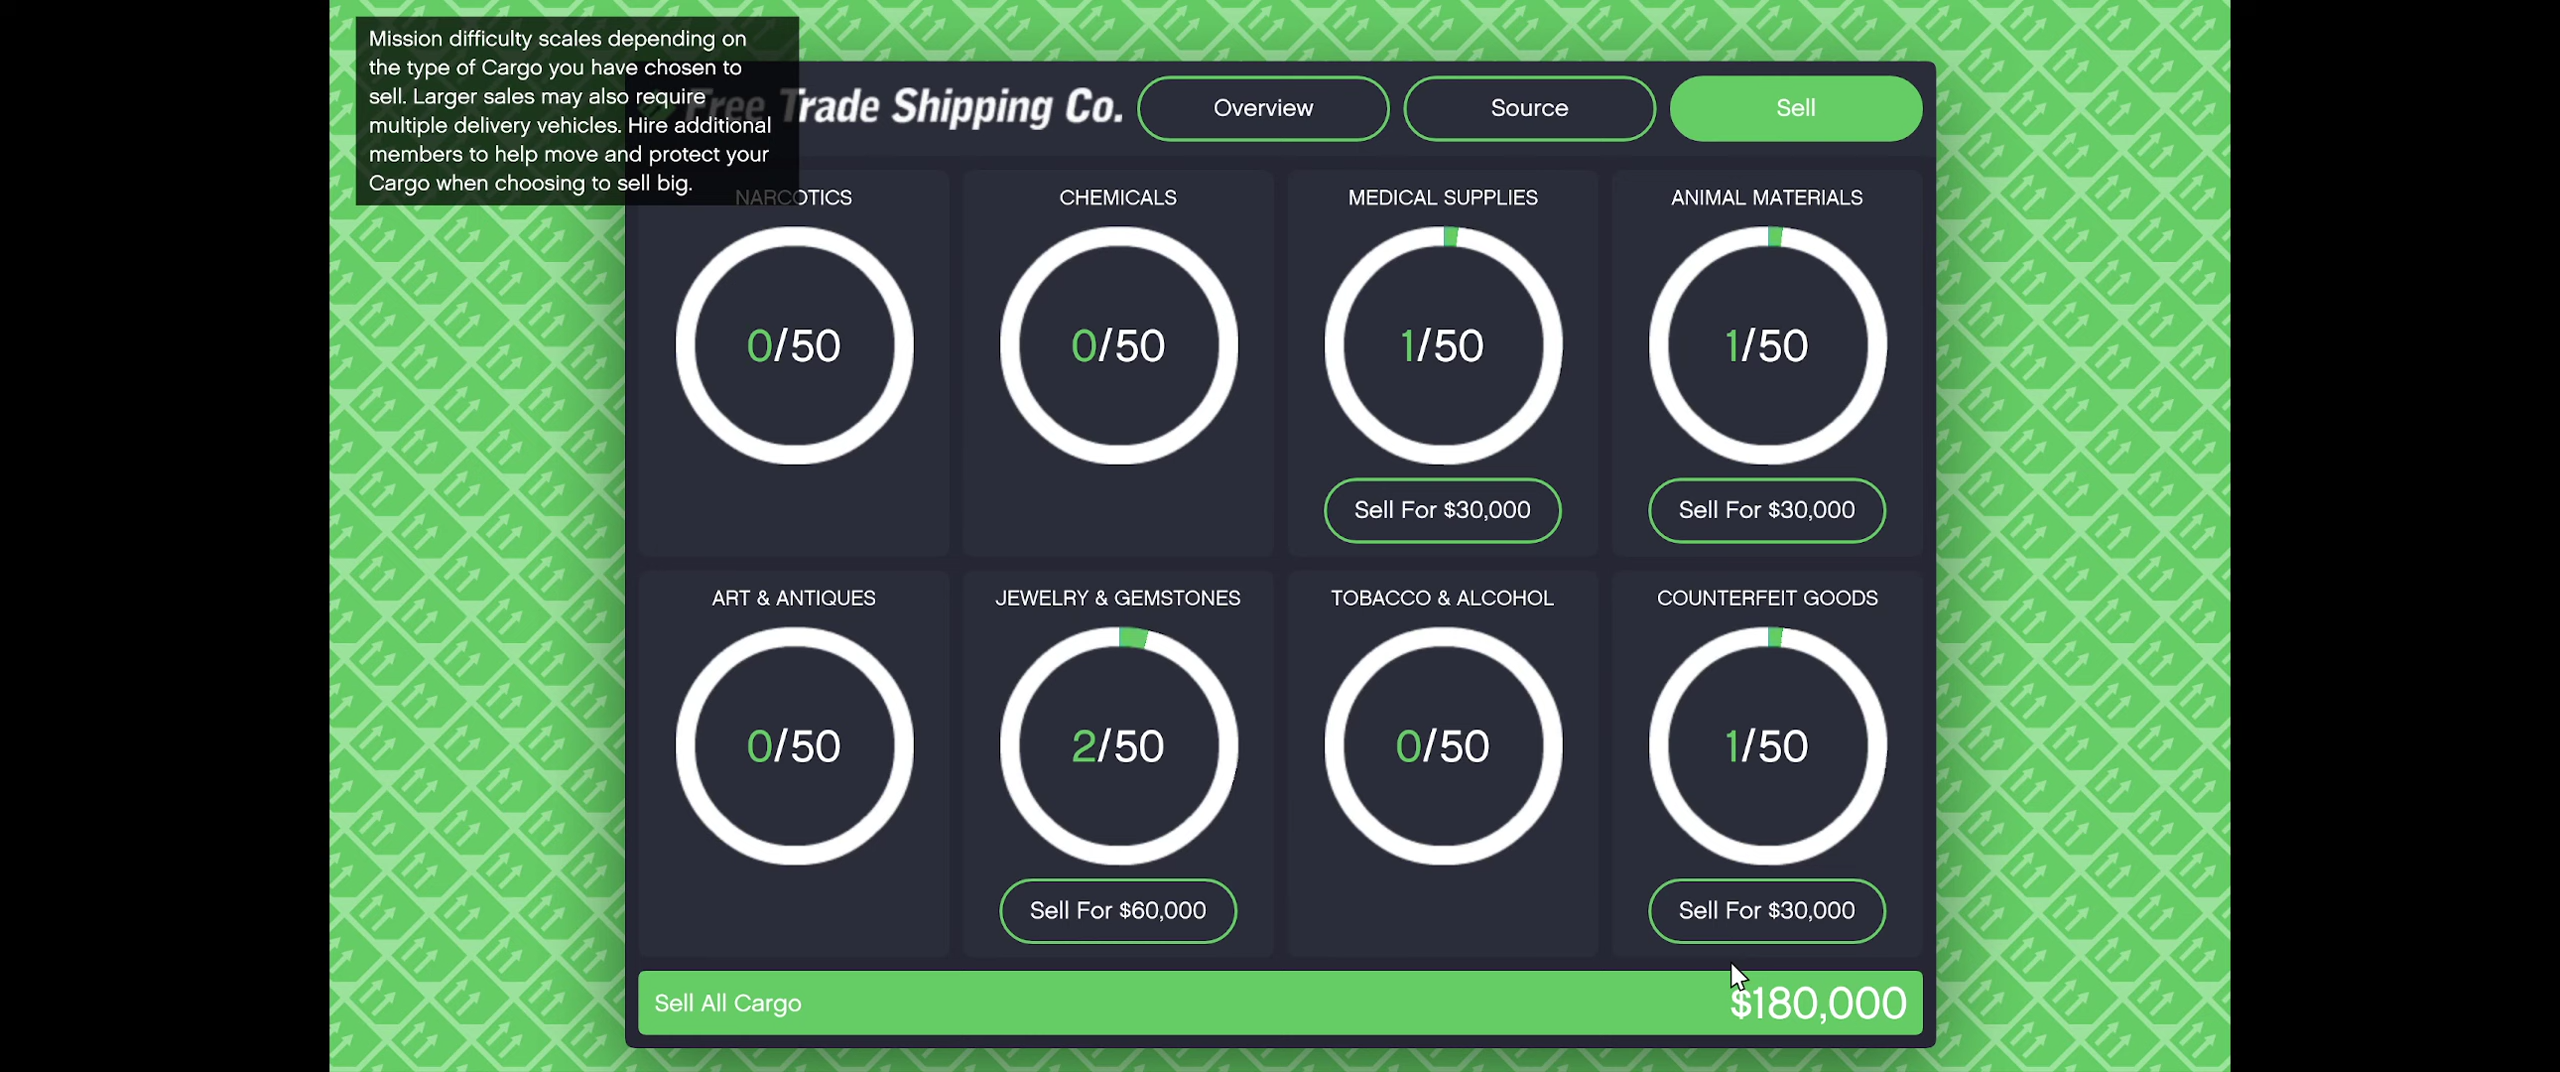 Mission difficulty scales depending on
the type of Cargo you have chosen to
sell. Larger sales may also require
multiple delivery vehicles. Hire additional
members to help move and protect your
Cargo when choosing to sell big.
Free Trade Shipping Co.
Overview
Source
Sell
NARCOTICS
CHEMICALS
MEDICAL SUPPLIES
ANIMAL MATERIALS
0/50
0/50
1/50
1/50
Sell For $30,000
Sell For $30,000
ART & ANTIQUES
JEWELRY & GEMSTONES
TOBACCO & ALCOHOL
COUNTERFEIT GOODS
0/50
2/50
0/50
1/50
Sell For $60,000
Sell For $30,000
Sell All Cargo
$180,000